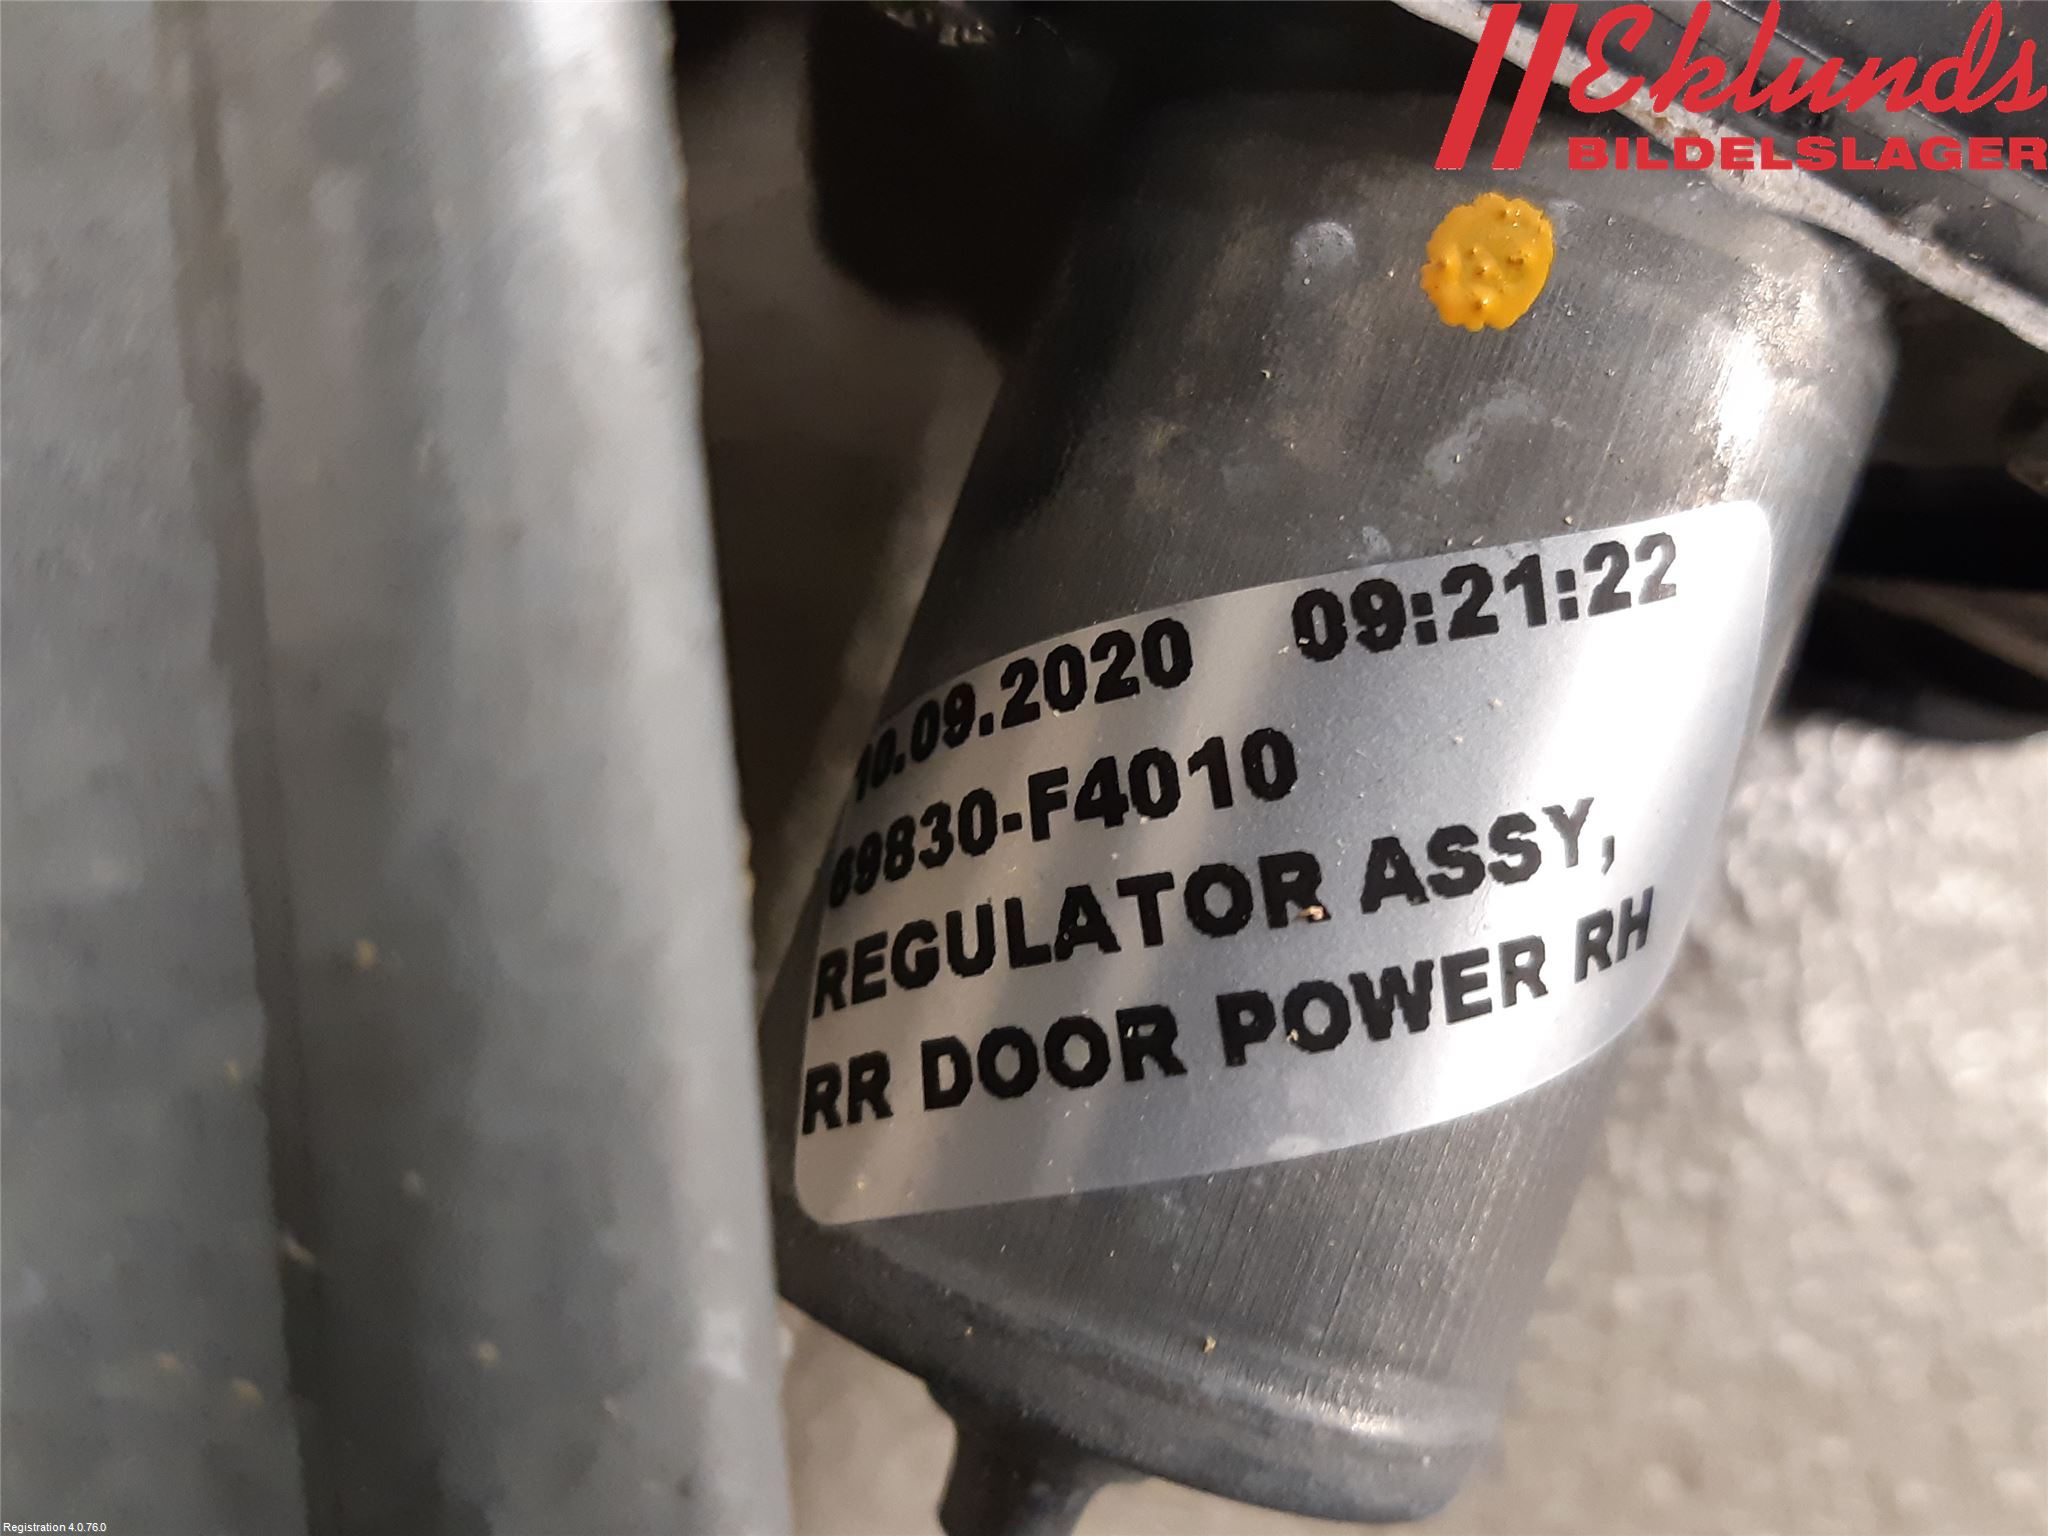 Eklunds
BILDELSLAGER
10.09.2020 09:21:22
69830-F4010
REGULATOR ASSY,
RR DOOR POWER RH
Registration 4.0.76.0